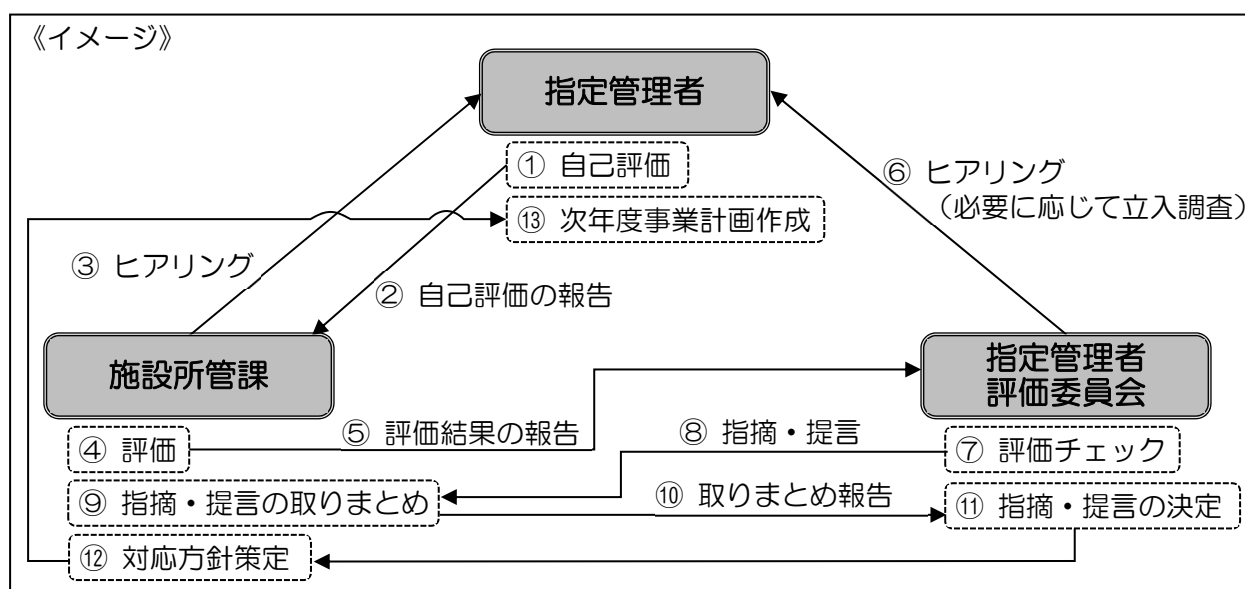 《イメージ》
指定管理者
① 自己評価
⑬ 次年度事業計画作成
⑥ ヒアリング
（必要に応じて立入調査）
③ ヒアリング
② 自己評価の報告
施設所管課
指定管理者
評価委員会
⑤ 評価結果の報告
⑧ 指摘・提言
④ 評価
⑦ 評価チェック
⑨ 指摘・提言の取りまとめ
⑩ 取りまとめ報告
⑪ 指摘・提言の決定
⑫ 対応方針策定